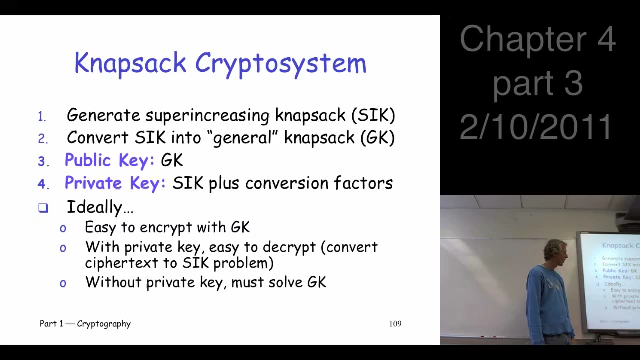 Knapsack Cryptosystem
1. Generate superincreasing knapsack (SIK)
2. Convert SIK into "general" knapsack (GK)
3. Public Key: GK
4. Private Key: SIK plus conversion factors
Ideally…
o Easy to encrypt with GK
o With private key, easy to decrypt (convert
ciphertext to SIK problem)
o Without private key, must solve GK
Part 1 — Cryptography
109
Chapter 4
part 3
2/10/2011
Knapsack Cry